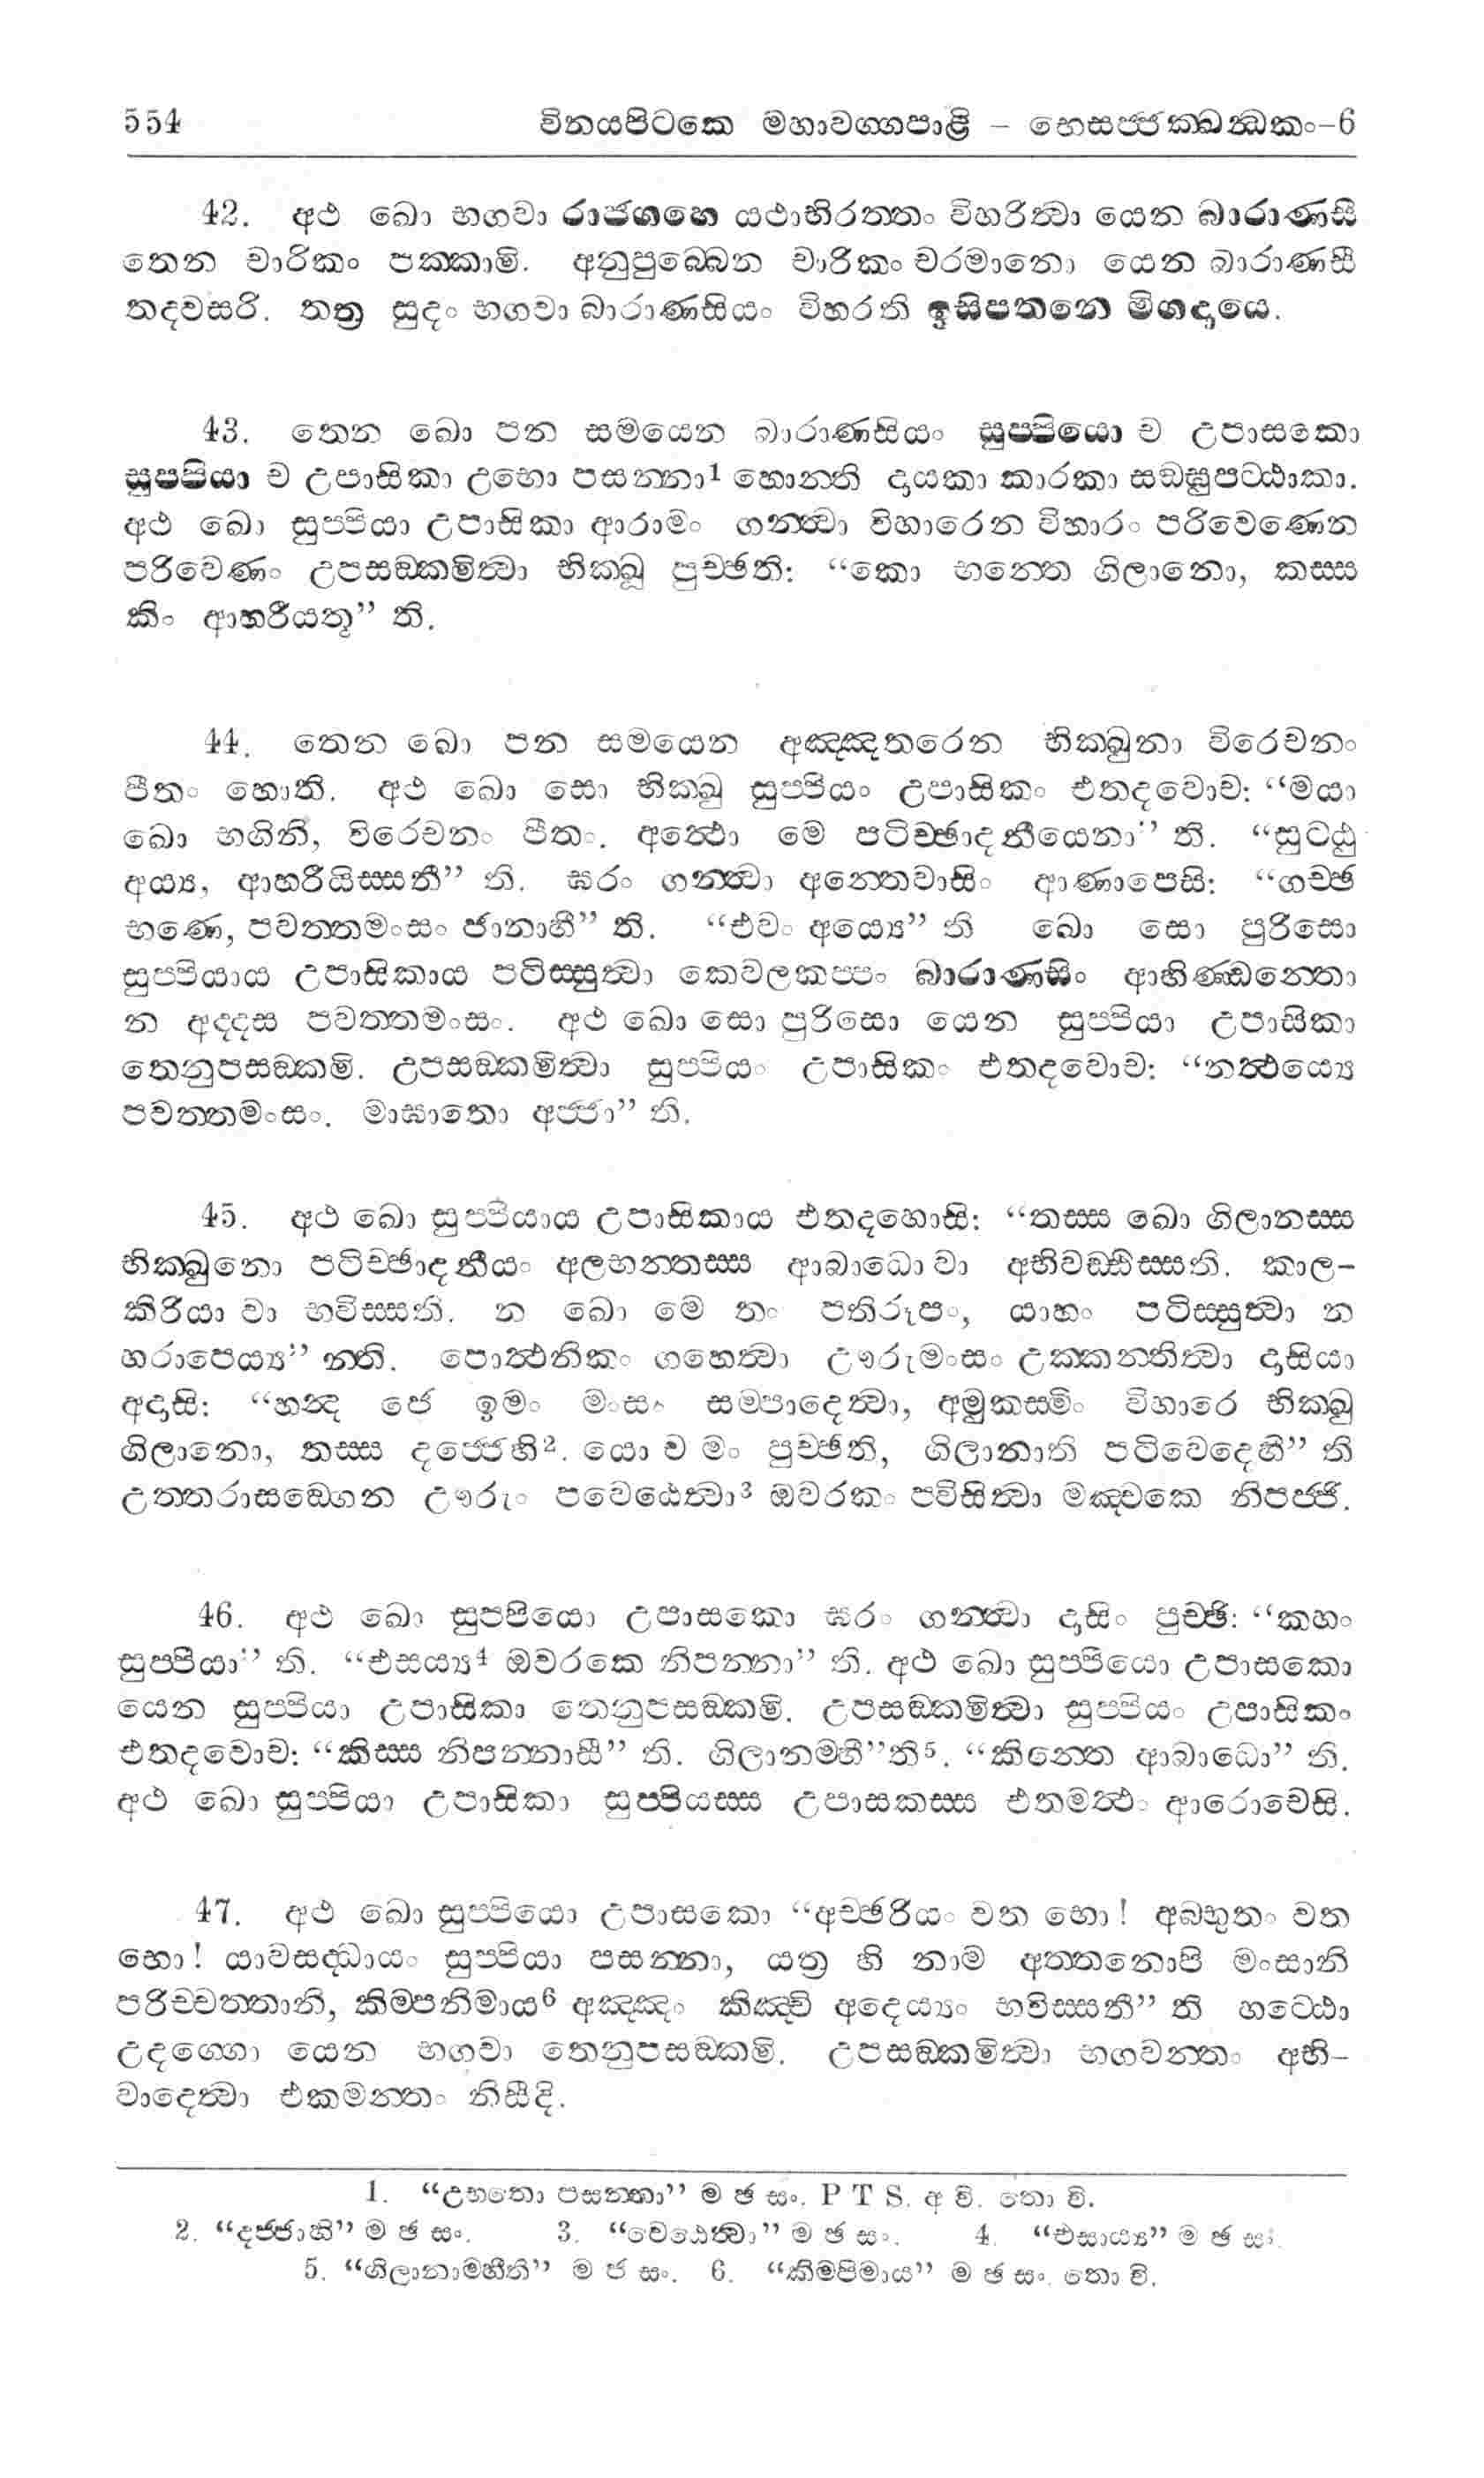 554 විනයපිටකෙ මහාවග්ගපාළි – භෙසජ්ජක්ඛන්ධකං–6
42. අථ ඛො භගවා රාජගහෙ යථාභිරන්තං විහරිත්වා යෙන බාරාණසී
තෙන චාරිකං පක්කාමි. අනුපුබ්බෙන චාරිකං චරමානො යෙන බාරාණසී
තදවසරි. තත්‍ර සුදං භගවා බාරාණසියං විහරති ඉසිපතනෙ මිගදායෙ.
43. තෙන ඛො පන සමයෙන බාරාණසියං සුප්පියො ච උපාසකො
සුප්පියා ච උපාසිකා උභො පසන්නා1 හොන්ති දායකා කාරකා සඞ්ඝුපට්ඨාකා.
අථ ඛො සුප්පියා උපාසිකා ආරාමං ගන්ත්වා විහාරෙන විහාරං පරිවෙණෙන
පරිවෙණං උපසඞ්කමිත්වා භික්ඛූ පුච්ඡති: “කො භන්තෙ ගිලානො, කස්ස
කිං ආහරීයතූ” ති.
44. තෙන ඛො පන සමයෙන අඤ්ඤතරෙන භික්ඛුනා විරෙචනං
පීතං හොති. අථ ඛො සො භික්ඛු සුප්පියං උපාසිකං එතදවොච: “මයා
ඛො භගිනි, විරෙචනං පීතං. අත්ථො මෙ පටිච්ඡාදනීයෙනා” ති. “සුට්ඨු
අය්‍ය, ආහරීයිස්සතී” ති. ඝරං ගන්ත්වා අන්තෙවාසිං ආණාපෙසි: “ගච්ඡ
භණෙ, පවත්තමංසං ජානාහී” ති. “එවං අය්‍යෙ” ති ඛො සො පුරිසො
සුප්පියාය උපාසිකාය පටිස්සුත්වා කෙවලකප්පං බාරාණසිං ආහිණ්ඩන්තො
න අද්දස පවත්තමංසං. අථ ඛො සො පුරිසො යෙන සුප්පියා උපාසිකා
තෙනුපසඞ්කමි. උපසඞ්කමිත්වා සුප්පියං උපාසිකං එතදවොච: “නත්ථය්‍යෙ
පවත්තමංසං. මාඝාතො අජ්ජා” ති.
45. අථ ඛො සුප්පියාය උපාසිකාය එතදහොසි: “තස්ස ඛො ගිලානස්ස
භික්ඛුනො පටිච්ඡාදනීයං අලභන්තස්ස ආබාධො වා අභිවඩ්ඪිස්සති. කාල-
කිරියා වා භවිස්සති. න ඛො මෙ තං පතිරූපං, යාහං පටිස්සුත්වා න
හරාපෙය්‍ය” න්ති. පොත්ථනිකං ගහෙත්වා ඌරුමංසං උක්කන්තිත්වා දාසියා
අදාසි: “හන්ද ජෙ ඉමං මංසං සම්පාදෙත්වා, අමුකස්මිං විහාරෙ භික්ඛු
ගිලානො, තස්ස දජ්ජෙහි2. යො ච මං පුච්ඡති, ගිලානාති පටිවෙදෙහි” ති
උත්තරාසඞ්ගෙන ඌරුං පවෙඨෙත්වා3 ඔවරකං පවිසිත්වා මඤ්චකෙ නිපජ්ජි.
46. අථ ඛො සුප්පියො උපාසකො ඝරං ගන්ත්වා දාසිං පුච්ඡි: “කහං
සුප්පියා” ති. “එසය්‍ය4 ඔවරකෙ නිපන්නා” ති. අථ ඛො සුප්පියො උපාසකො
යෙන සුප්පියා උපාසිකා තෙනුපසඞ්කමි. උපසඞ්කමිත්වා සුප්පියං උපාසිකං
එතදවොච: “කිස්ස නිපන්නාසී” ති. ගිලානම්හී”ති5. “කින්තෙ ආබාධො” ති.
අථ ඛො සුප්පියා උපාසිකා සුප්පියස්ස උපාසකස්ස එතමත්ථං ආරොචෙසි.
47. අථ ඛො සුප්පියො උපාසකො “අච්ඡරියං වත භො! අබ්භුතං වත
භො! යාවසද්ධායං සුප්පියා පසන්නා, යත්‍ර හි නාම අත්තනොපි මංසානි
පරිච්චත්තානි, කිම්පනිමාය6 අඤ්ඤං කිඤ්චි අදෙය්‍යං භවිස්සතී” ති හට්ඨො
උදග්ගො යෙන භගවා තෙනුපසඞ්කමි. උපසඞ්කමිත්වා භගවන්තං අභි-
වාදෙත්වා එකමන්තං නිසීදි.
1. “උභතො පසන්නා” ම ඡ සං. P T S. අ වි. තො වි.
2. “දජ්ජාහි” ම ඡ සං. 3. “වෙඨෙත්වා” ම ඡ සං. 4. “එසාය්‍ය” ම ඡ සං.
5. “ගිලානාම්හීති” ම ජ සං. 6. “කිම්පිමාය” ම ඡ සං. තො වි.